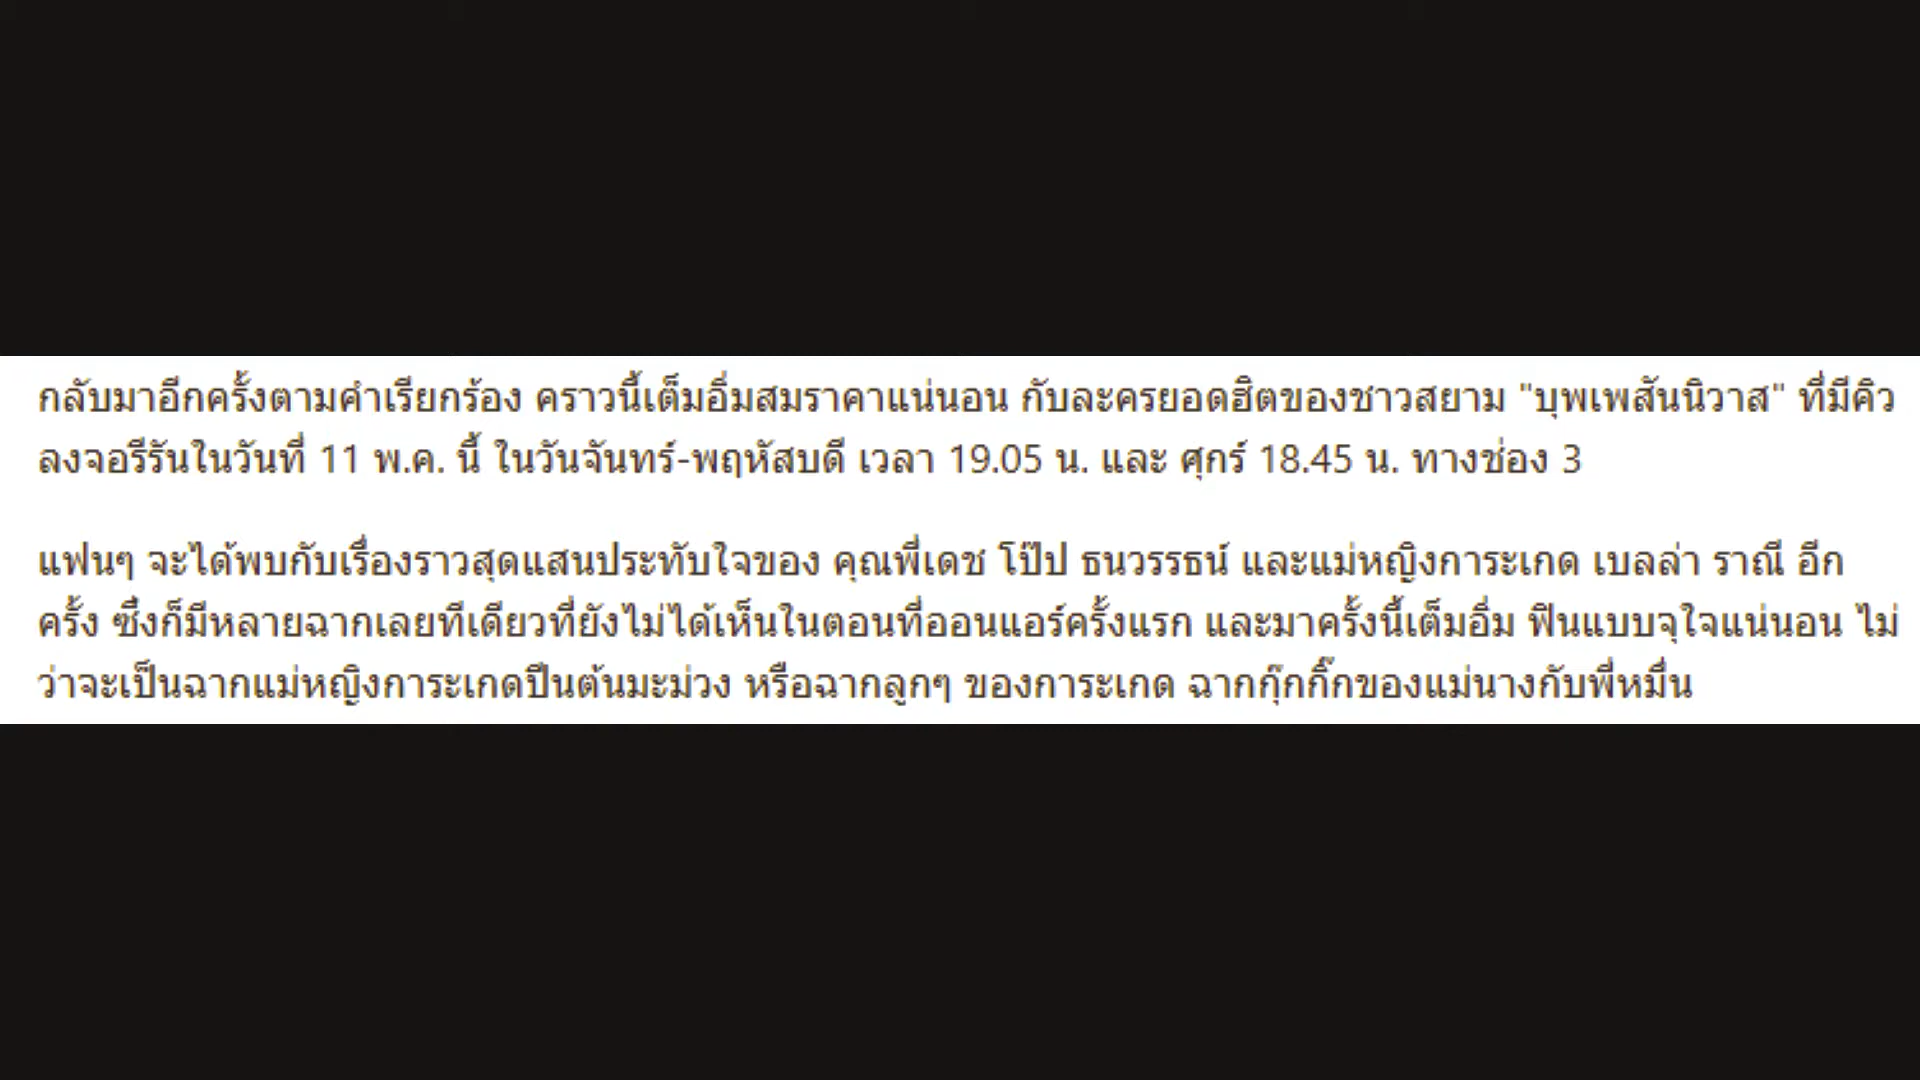 กลับมาอีกครั้งตามคำเรียกร้อง คราวนี้เต็มอิ่มสมราคาแน่นอน กับละครยอดฮิตของชาวสยาม "บุพเพสันนิวาส" ที่มีคิว
ลงจอรีรันในวันที่ 11 พ.ค. นี้ ในวันจันทร์-พฤหัสบดี เวลา 19.05 น. และ ศุกร์ 18.45 น. ทางช่อง 3
แฟนๆ จะได้พบกับเรื่องราวสุดแสนประทับใจของ คุณพี่เดช โป๊ป ธนวรรธน์ และแม่หญิงการะเกด เบลล่า ราณี อีก
ครั้ง ซึ่งก็มีหลายฉากเลยทีเดียวที่ยังไม่ได้เห็นในตอนที่ออนแอร์ครั้งแรก และมาครั้งนี้เต็มอิ่ม ฟินแบบจุใจแน่นอน ไม่
ว่าจะเป็นฉากแม่หญิงการะเกดปีนต้นมะม่วง หรือฉากลูกๆ ของการะเกด ฉากกุ๊กกิ๊กของแม่นางกับพี่หมื่น